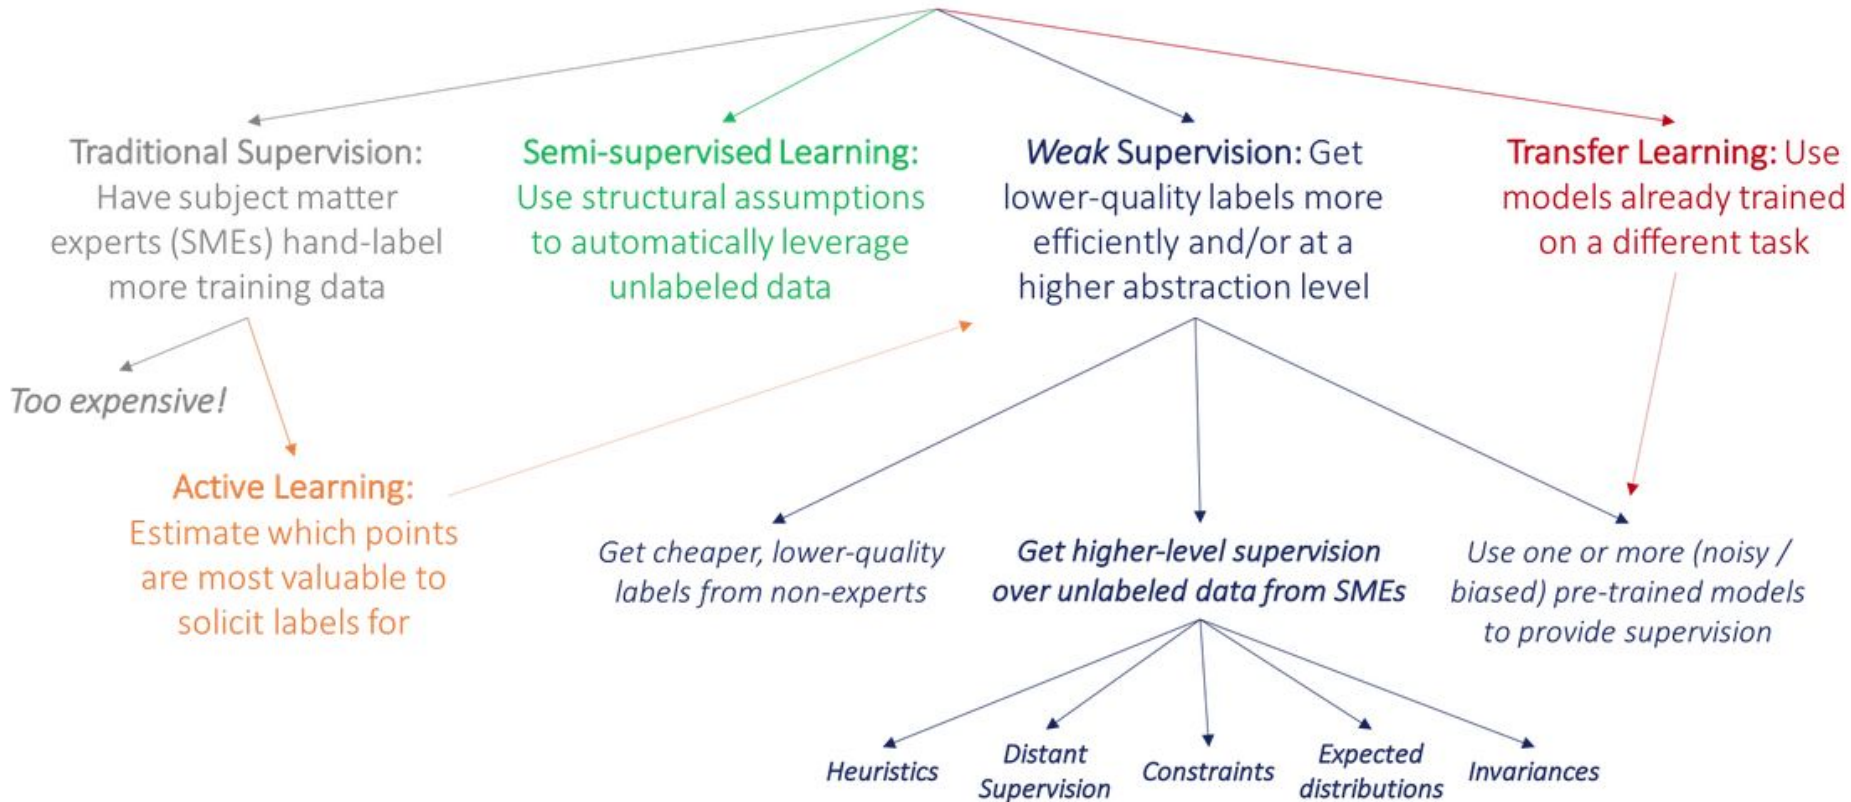 Traditional Supervision:
Have subject matter
experts (SMEs) hand-label
more training data
Semi-supervised Learning:
Use structural assumptions
to automatically leverage
unlabeled data
Weak Supervision: Get
lower-quality labels more
efficiently and/or at a
higher abstraction level
Transfer Learning: Use
models already trained
on a different task
Too expensive!
Active Learning:
Estimate which points
are most valuable to
solicit labels for
Get cheaper, lower-quality
labels from non-experts
Get higher-level supervision
over unlabeled data from SMEs
Use one or more (noisy /
biased) pre-trained models
to provide supervision
Heuristics
Distant
Supervision
Constraints
Expected
distributions
Invariances